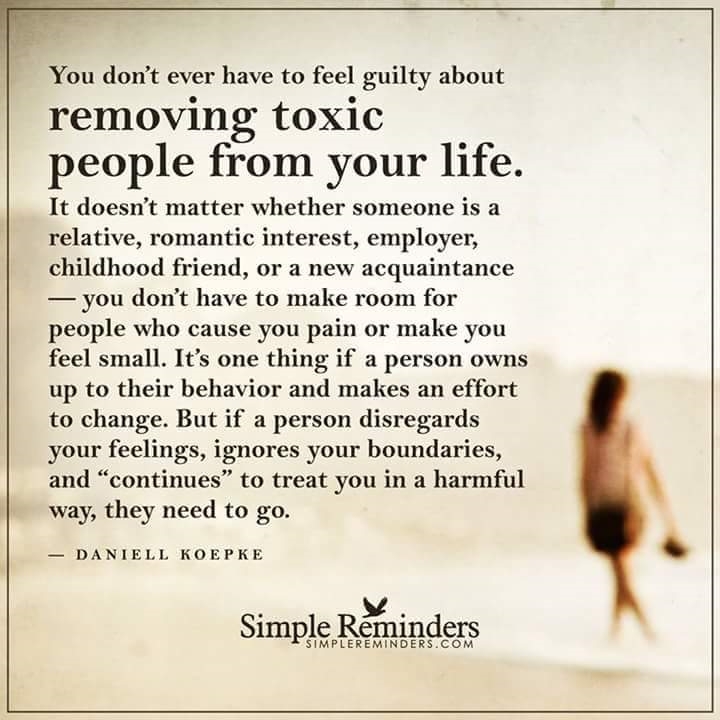 You don't ever have to feel guilty about
removing toxic
people from your life.
It doesn't matter whether someone is a
relative, romantic interest, employer,
childhood friend, or a new acquaintance
— you don't have to make room for
people who cause you pain or make you
feel small. It's one thing if a person owns
up to their behavior and makes an effort
to change. But if a person disregards
your feelings, ignores your boundaries,
and “continues” to treat you in a harmful
way, they need to go.
— DANIELL KOEPKE
Simple Reminders
SIMPLEREMINDERS.COM